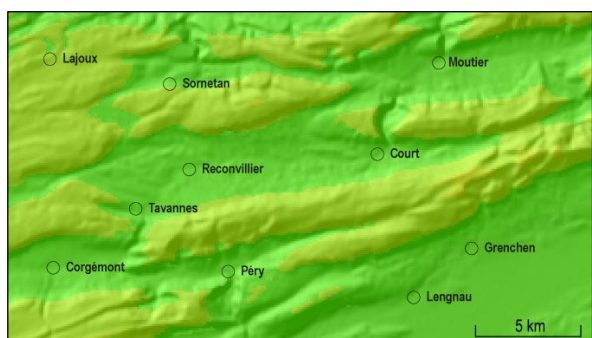 Lajoux
Moutier
Sornetan
Court
Reconvillier
Tavannes
Grenchen
Corgémont
Péry
Lengnau
5 km